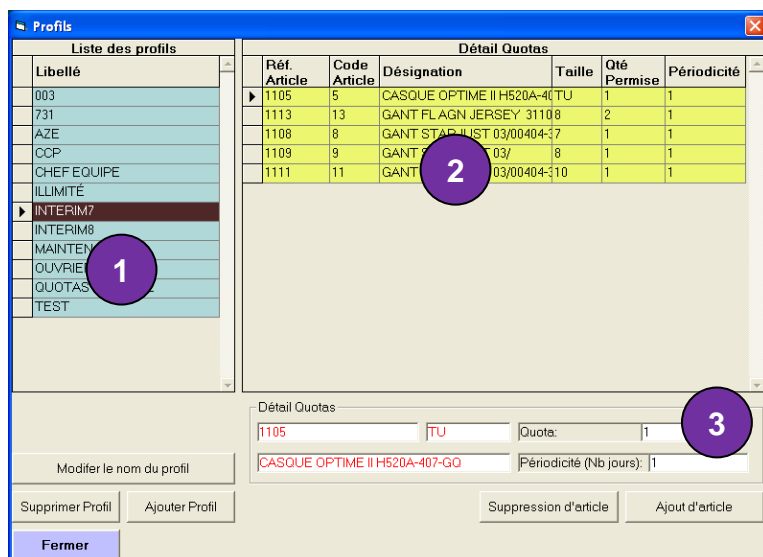 Profils
Liste des profils
Libellé
003
731
AZE
CCP
CHEF EQUIPE
ILLIMITÉ
INTERIM7
INTERIM8
MAINTEN
OUVRIE
QUOTAS
TEST
1
Détail Quotas
Réf. Article Code Article Désignation Taille Qté Permise Périodicité
1105 5 CASQUE OPTIME II H520A-40 TU 1 1
1113 13 GANT FL AGN JERSEY 3110 8 2 1
1108 8 GANT STAR JUST 03/00404-3 7 1 1
1109 9 GANT 03/ 8 1 1
1111 11 GANT 03/00404-3 10 1 1
2
Détail Quotas
1105 TU Quota: 1
CASQUE OPTIME II H520A-407-GQ Périodicité (Nb jours): 1
3
Modifer le nom du profil
Supprimer Profil Ajouter Profil Suppression d'article Ajout d'article
Fermer